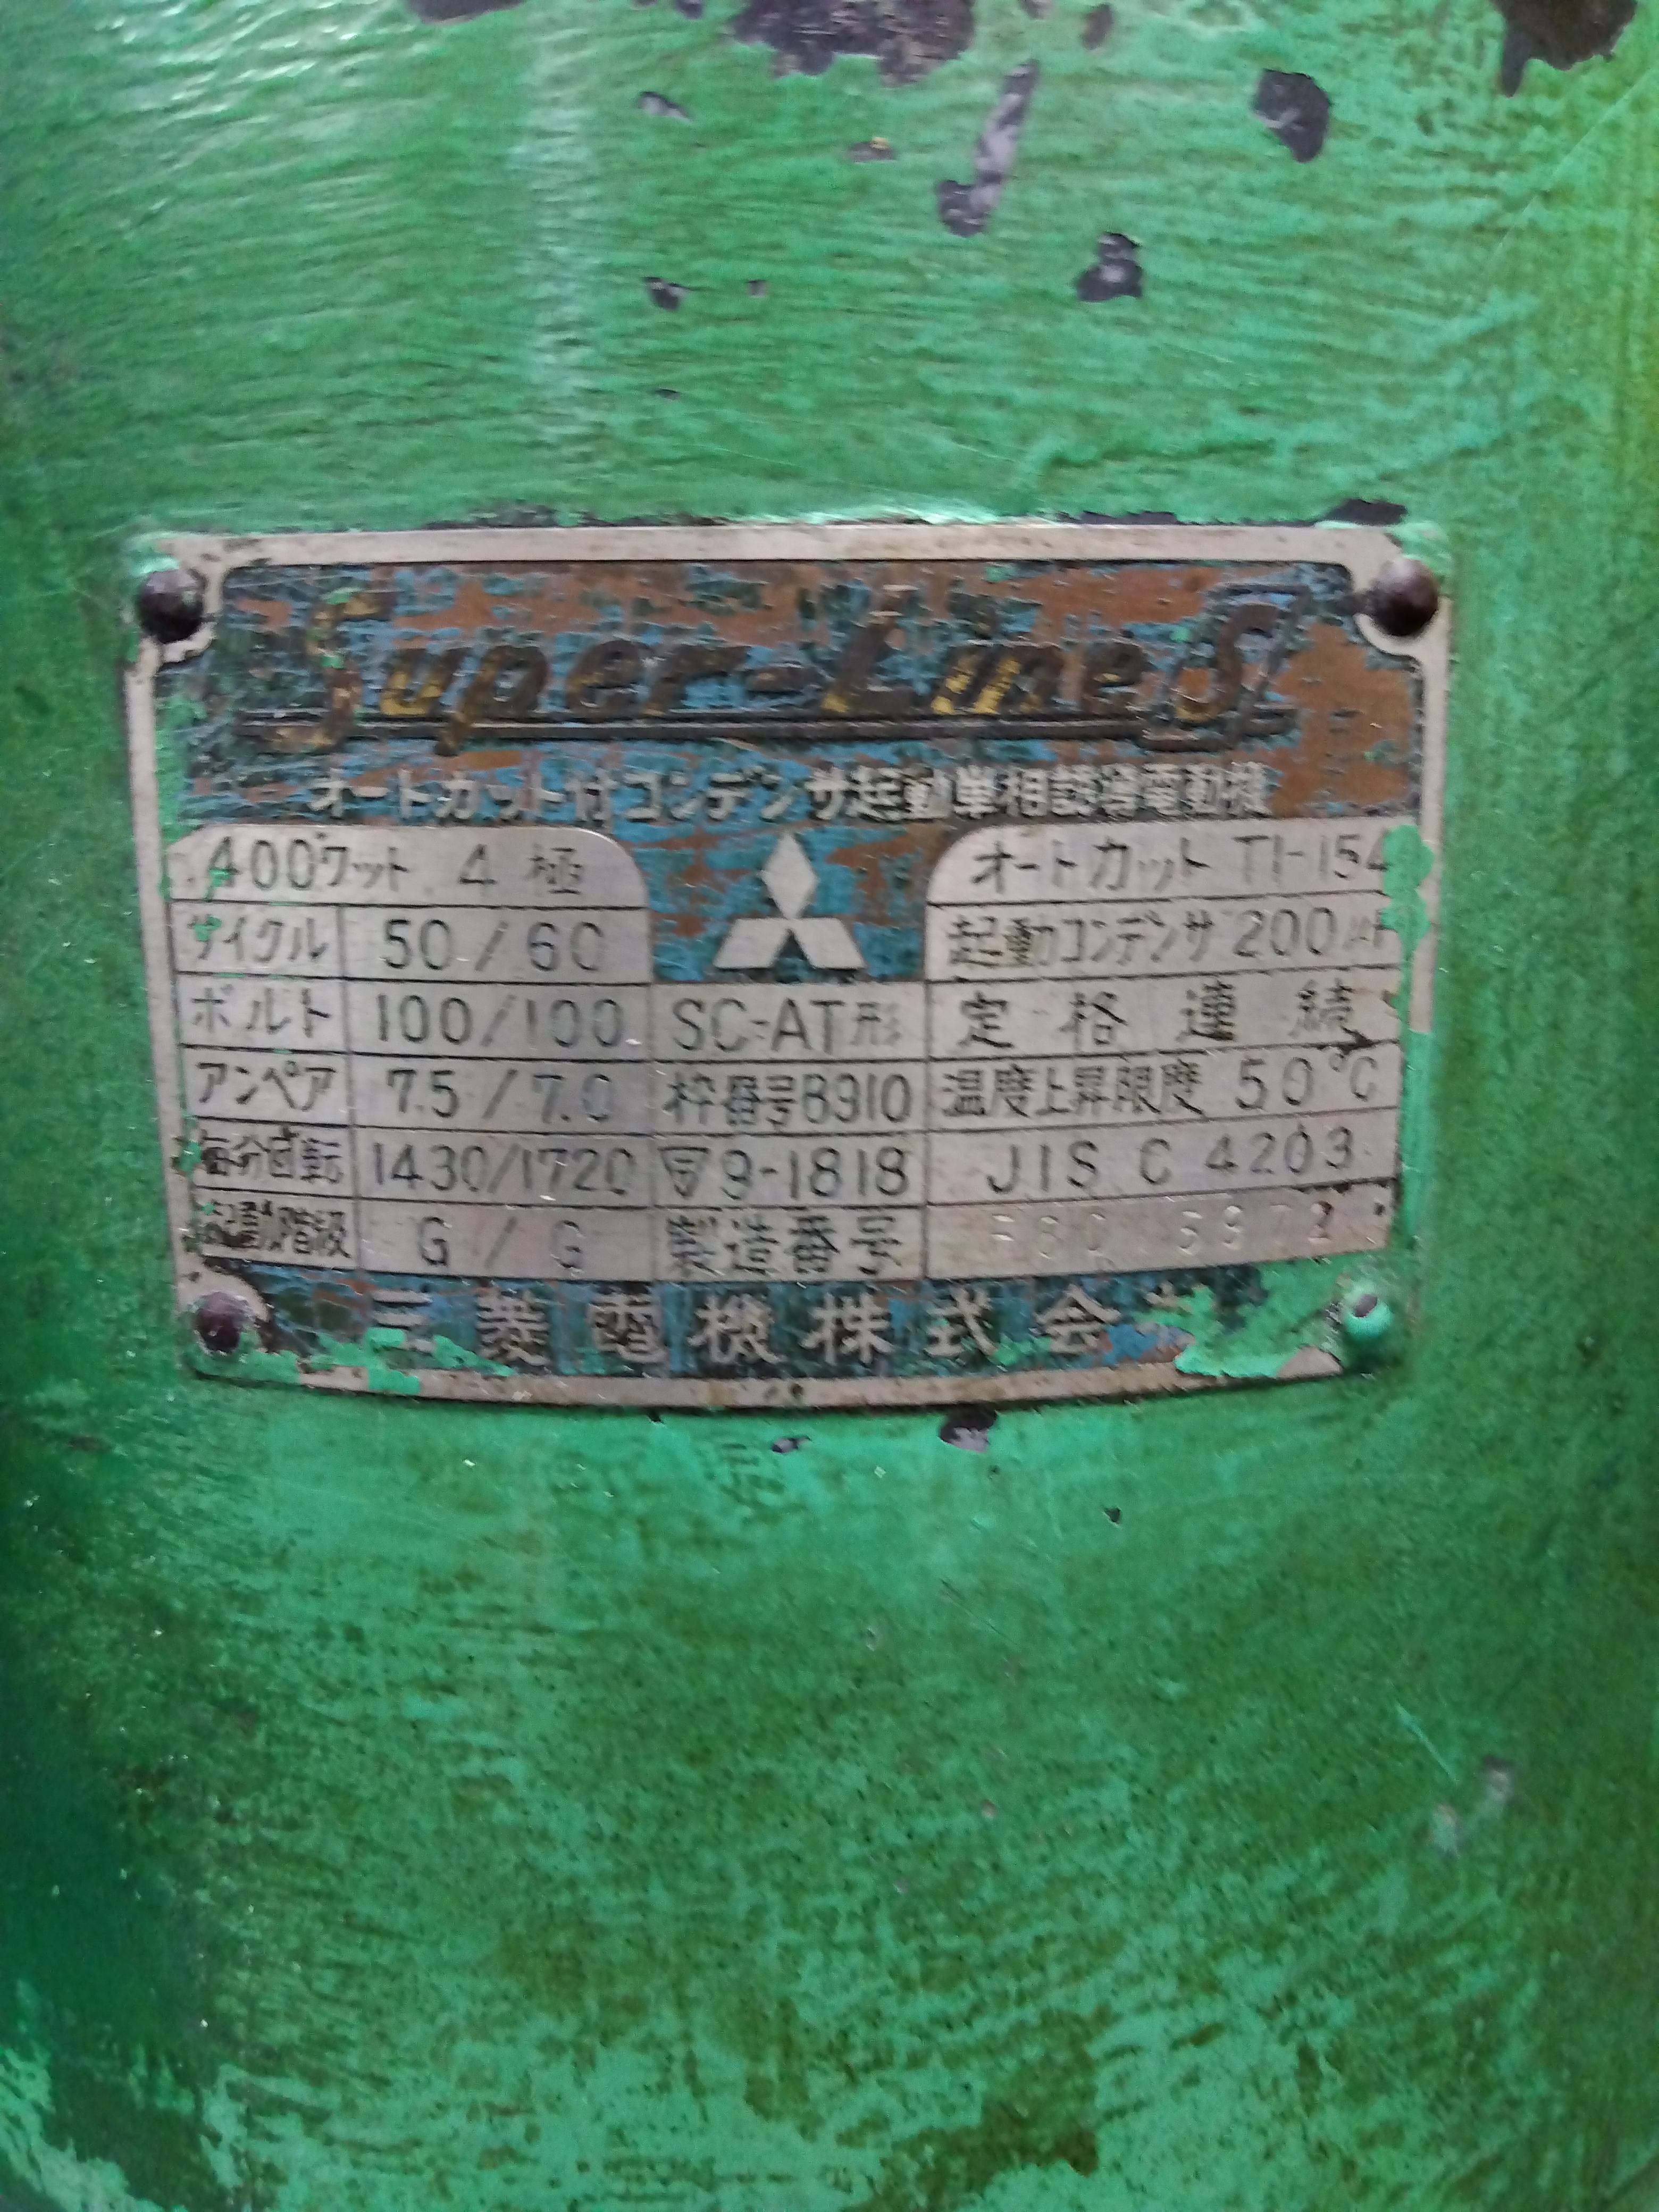 Super-Line S
オートカット付コンデンサ起動単相誘導電動機
400ワット 4 極
オートカット TI-154
サイクル 50/60
起動コンデンサ 200μF
ボルト 100/100 SC-AT形 定格連続
アンペア 7.5/7.0 枠番号B910 温度上昇限度 50°C
毎分回転 1430/1720 9-1818 JIS C 4203
起動階級 G/G 製造番号
三菱電機株式会